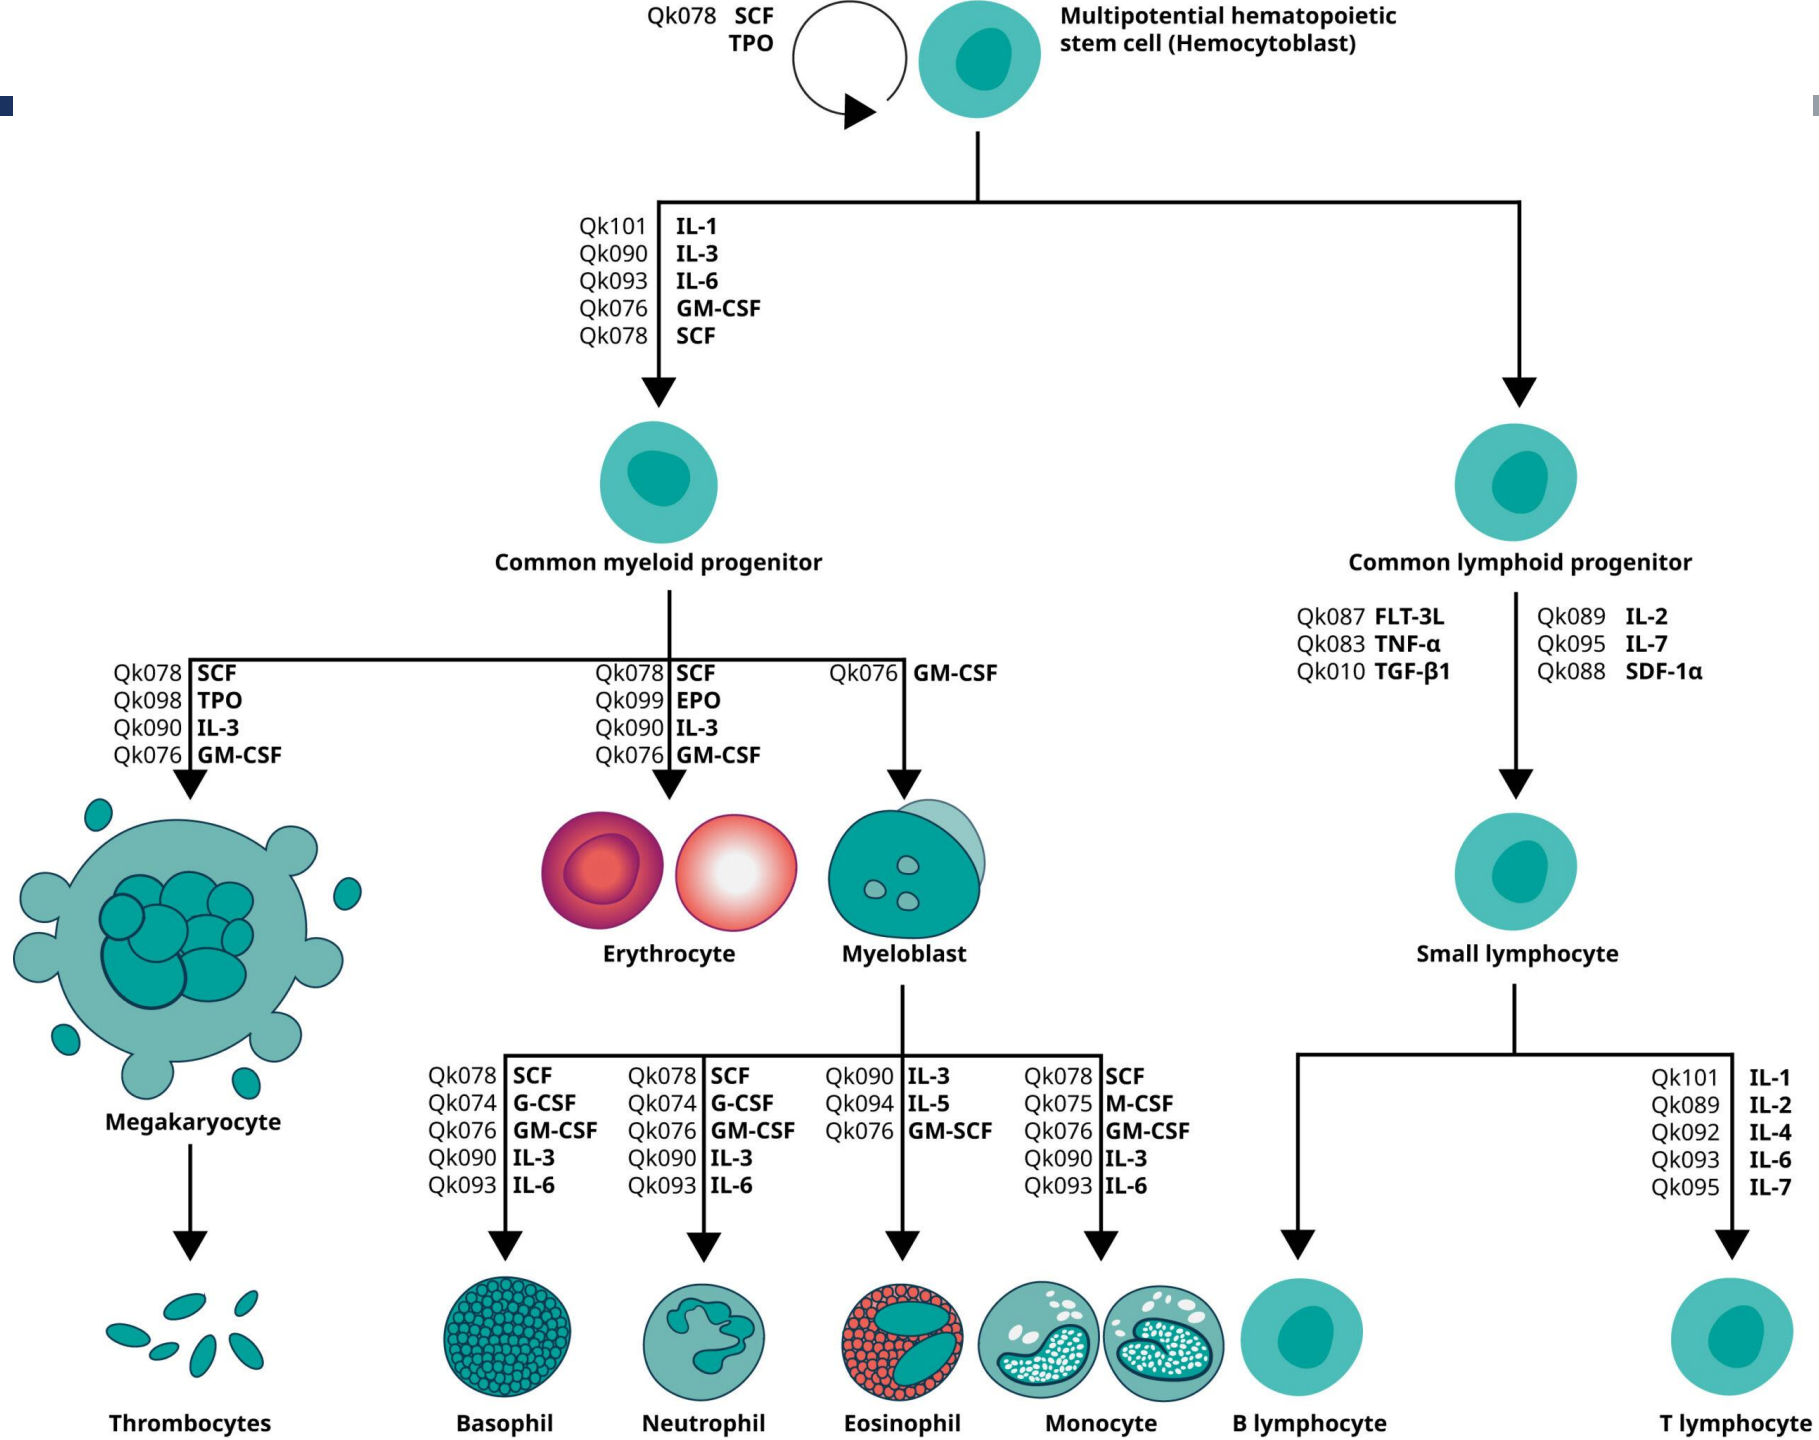 Qk078 SCF
TPO
Multipotential hematopoietic
stem cell (Hemocytoblast)
Qk101 IL-1
Qk090 IL-3
Qk093 IL-6
Qk076 GM-CSF
Qk078 SCF
Common myeloid progenitor
Common lymphoid progenitor
Qk087 FLT-3L
Qk083 TNF-α
Qk010 TGF-β1
Qk089 IL-2
Qk095 IL-7
Qk088 SDF-1α
Qk078 SCF
Qk098 TPO
Qk090 IL-3
Qk076 GM-CSF
Qk078 SCF
Qk099 EPO
Qk090 IL-3
Qk076 GM-CSF
Qk076 GM-CSF
Erythrocyte
Myeloblast
Small lymphocyte
Megakaryocyte
Qk078 SCF
Qk074 G-CSF
Qk076 GM-CSF
Qk090 IL-3
Qk093 IL-6
Qk078 SCF
Qk074 G-CSF
Qk076 GM-CSF
Qk090 IL-3
Qk093 IL-6
Qk090 IL-3
Qk094 IL-5
Qk076 GM-SCF
Qk078 SCF
Qk075 M-CSF
Qk076 GM-CSF
Qk090 IL-3
Qk093 IL-6
Qk101 IL-1
Qk089 IL-2
Qk092 IL-4
Qk093 IL-6
Qk095 IL-7
Thrombocytes
Basophil
Neutrophil
Eosinophil
Monocyte
B lymphocyte
T lymphocyte